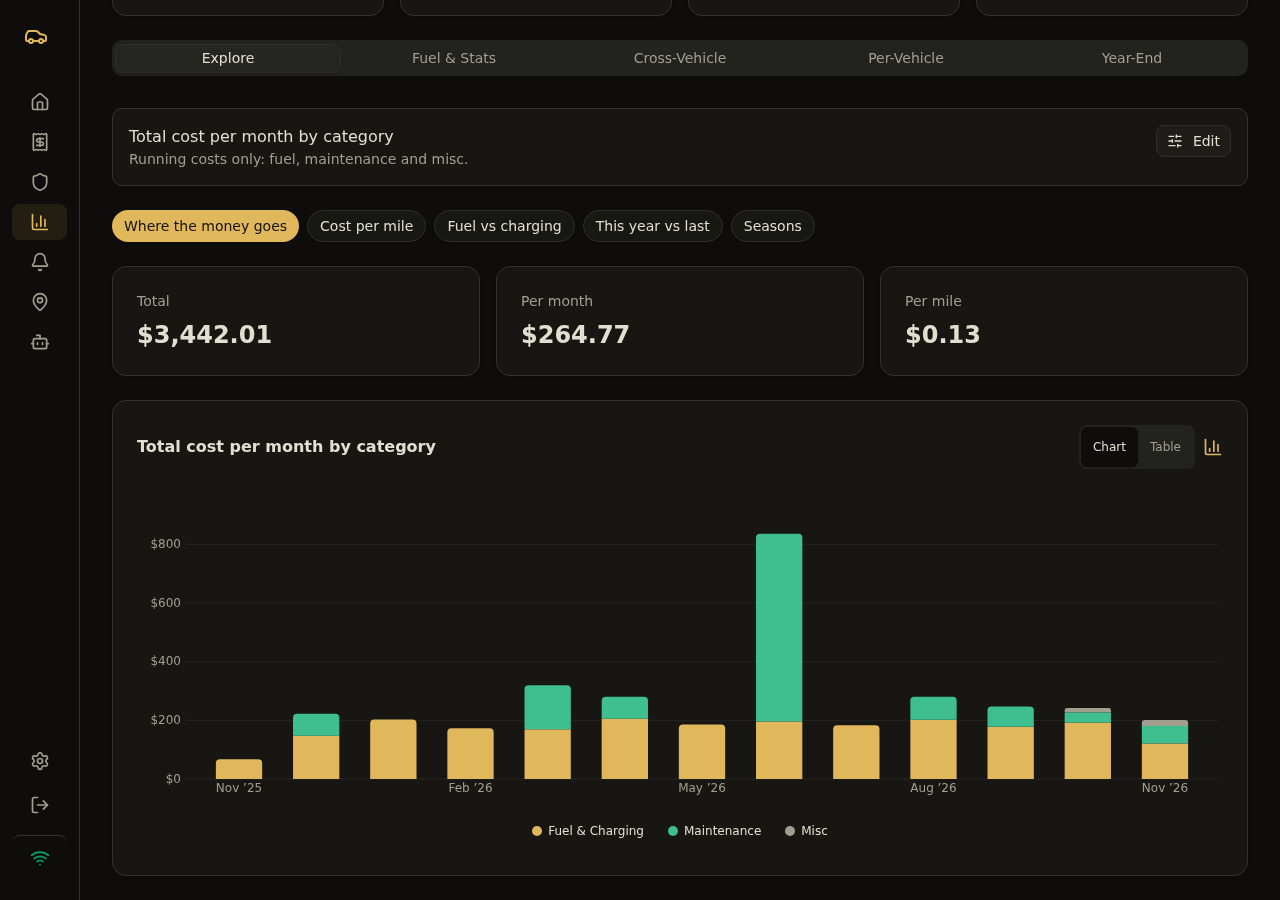 Explore
Fuel & Stats
Cross-Vehicle
Per-Vehicle
Year-End
Total cost per month by category
Running costs only: fuel, maintenance and misc.
Edit
Where the money goes
Cost per mile
Fuel vs charging
This year vs last
Seasons
Total
$3,442.01
Per month
$264.77
Per mile
$0.13
Total cost per month by category
Chart
Table
$800
$600
$400
$200
$0
Nov ’25
Feb ’26
May ’26
Aug ’26
Nov ’26
Fuel & Charging
Maintenance
Misc